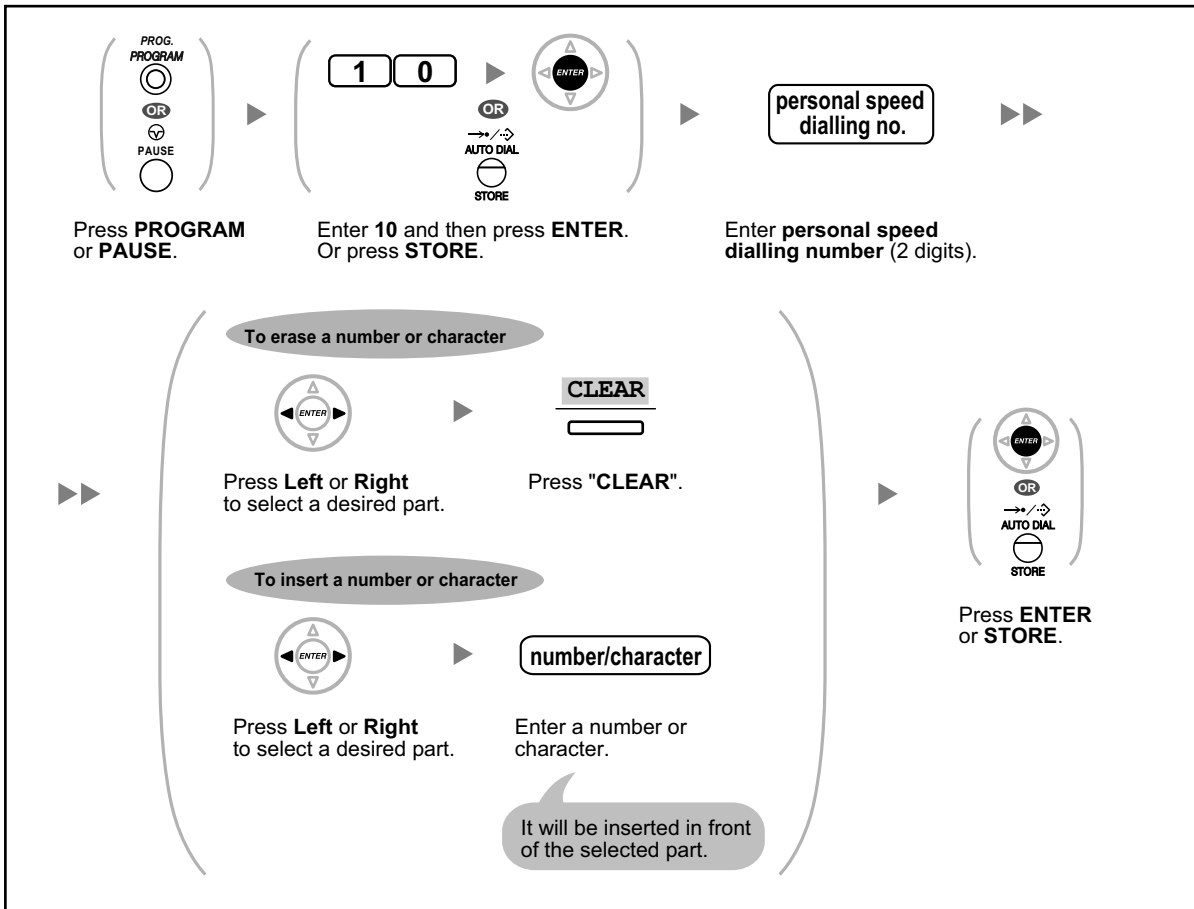 PROG.
PROGRAM
OR
PAUSE
Press PROGRAM
or PAUSE.
1 0
ENTER
OR
AUTO DIAL
STORE
Enter 10 and then press ENTER.
Or press STORE.
personal speed
dialling no.
Enter personal speed
dialling number (2 digits).
To erase a number or character
ENTER
Press Left or Right
to select a desired part.
CLEAR
Press "CLEAR".
To insert a number or character
ENTER
Press Left or Right
to select a desired part.
number/character
Enter a number or
character.
It will be inserted in front
of the selected part.
ENTER
OR
AUTO DIAL
STORE
Press ENTER
or STORE.